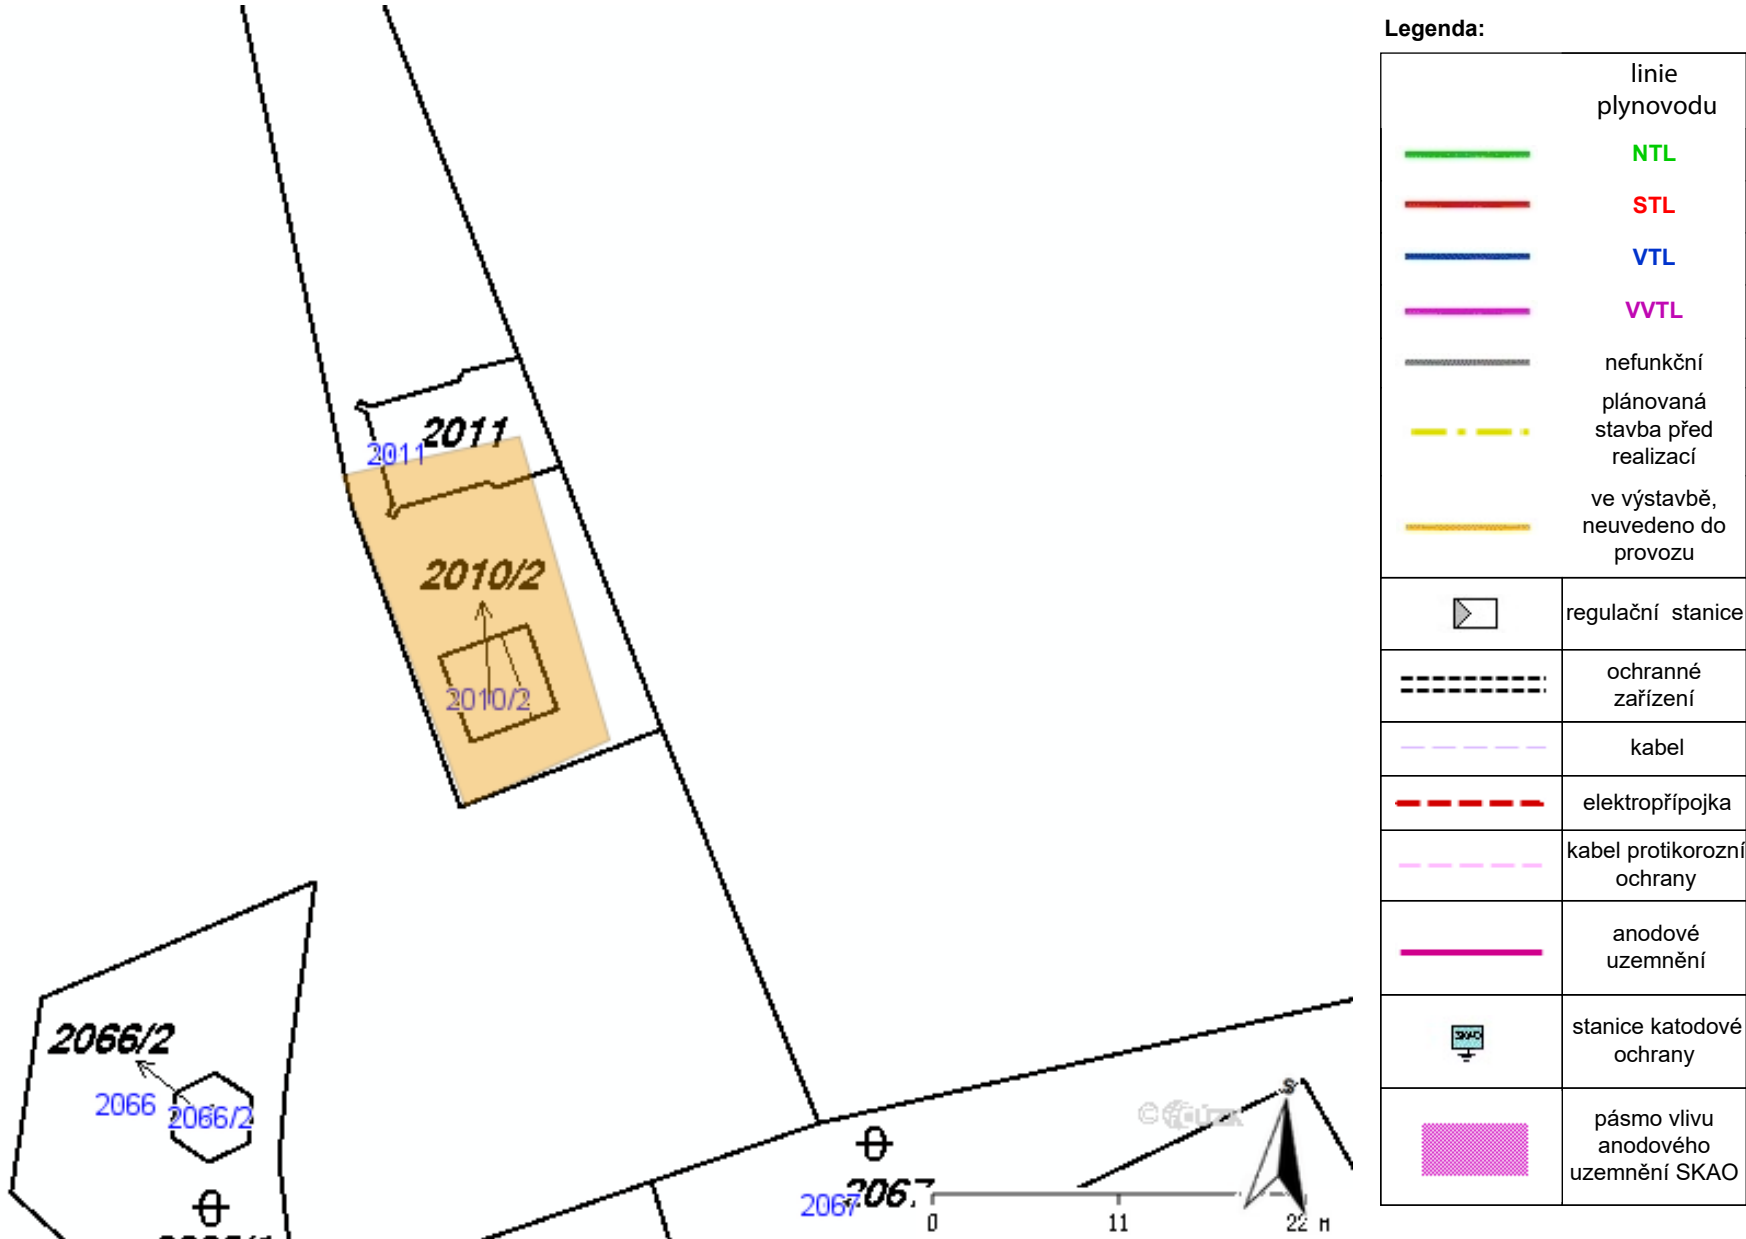 Legenda:
linie
plynovodu
NTL
STL
VTL
VVTL
nefunkční
plánovaná
stavba před
realizací
ve výstavbě,
neuvedeno do
provozu
regulační stanice
ochranné
zařízení
kabel
elektropřípojka
kabel protikorozní
ochrany
anodové
uzemnění
SKAO
stanice katodové
ochrany
pásmo vlivu
anodového
uzemnění SKAO
2011
2011
2010/2
2010/2
2066/2
2066
2066/2
2067
2067
© ČÚZK
S
0
11
22 M